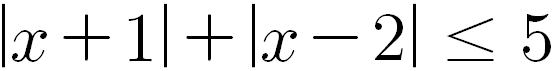 |x + 1| + |x − 2| ≤ 5